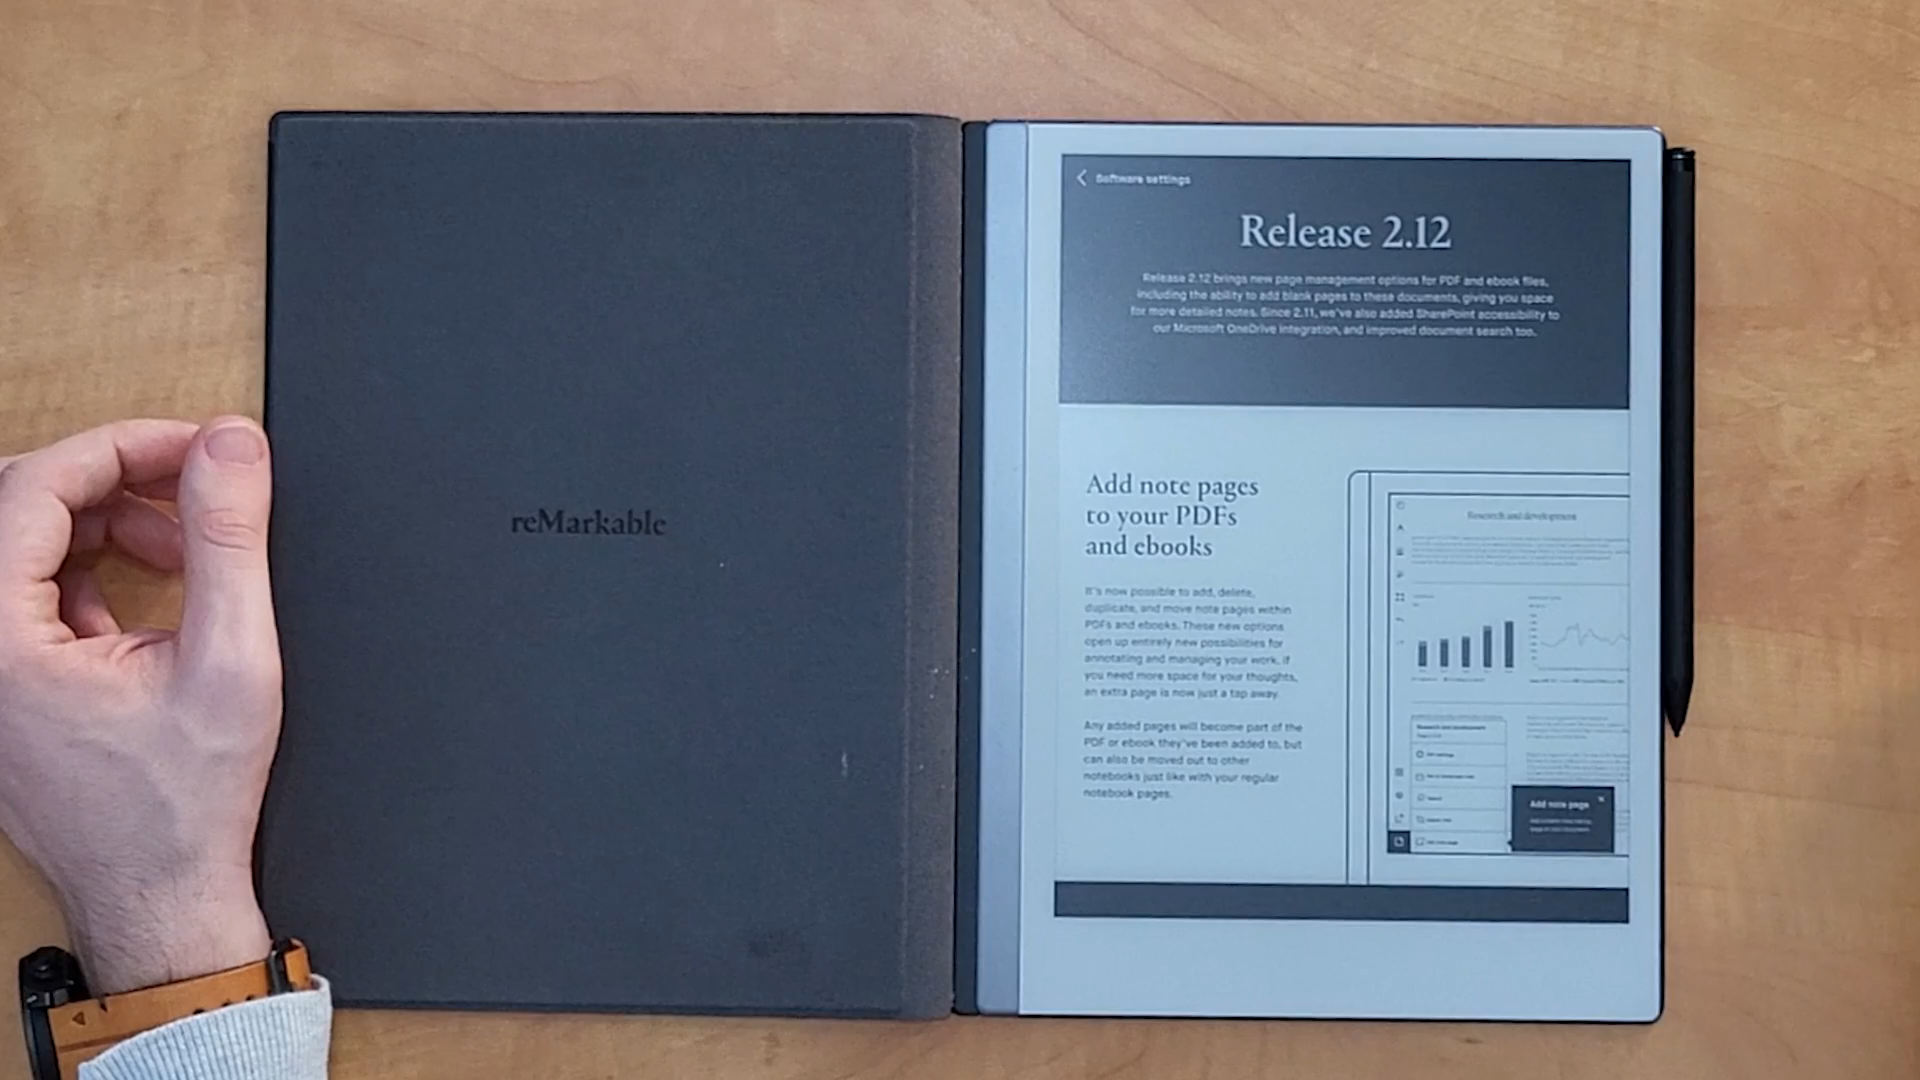 reMarkable
Software settings
Release 2.12
Release 2.12 brings new page management options for PDF and ebook files,
including the ability to add blank pages to these documents, giving you space
for more detailed notes. Since 2.11, we've also added SharePoint accessibility to
our Microsoft OneDrive integration, and improved document search too.
Add note pages
to your PDFs
and ebooks
It's now possible to add, delete,
duplicate, and move note pages within
PDFs and ebooks. These new options
open up entirely new possibilities for
annotating and managing your work. If
you need more space for your thoughts,
an extra page is now just a tap away.
Any added pages will become part of the
PDF or ebook they've been added to, but
can also be moved out to other
notebooks just like with your regular
notebook pages.
Research and development
Add note page